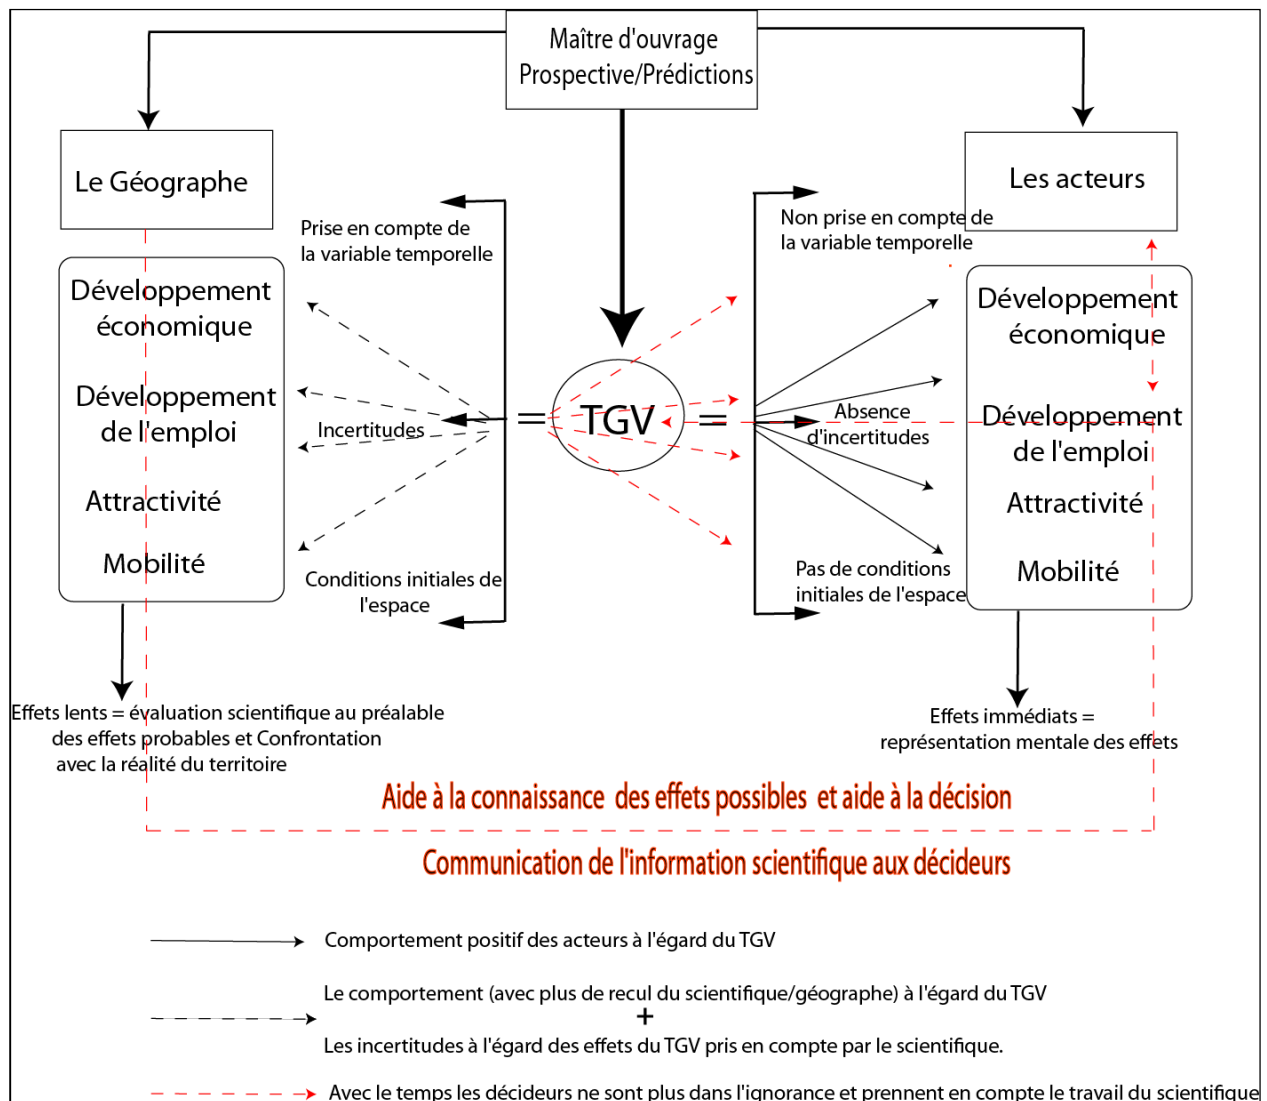 Maître d'ouvrage
Prospective/Prédictions
Le Géographe
Les acteurs
Prise en compte de
la variable temporelle
Non prise en compte de
la variable temporelle
Développement
économique
Développement
de l'emploi
Attractivité
Mobilité
Incertitudes
=
TGV
=
Absence
d'incertitudes
Développement
économique
Développement
de l'emploi
Attractivité
Mobilité
Conditions initiales de
l'espace
Pas de conditions
initiales de l'espace
Effets lents = évaluation scientifique au préalable
des effets probables et Confrontation
avec la réalité du territoire
Effets immédiats =
représentation mentale des effets
Aide à la connaissance des effets possibles et aide à la décision
Communication de l'information scientifique aux décideurs
Comportement positif des acteurs à l'égard du TGV
Le comportement (avec plus de recul du scientifique/géographe) à l'égard du TGV
+
Les incertitudes à l'égard des effets du TGV pris en compte par le scientifique.
Avec le temps les décideurs ne sont plus dans l'ignorance et prennent en compte le travail du scientifique